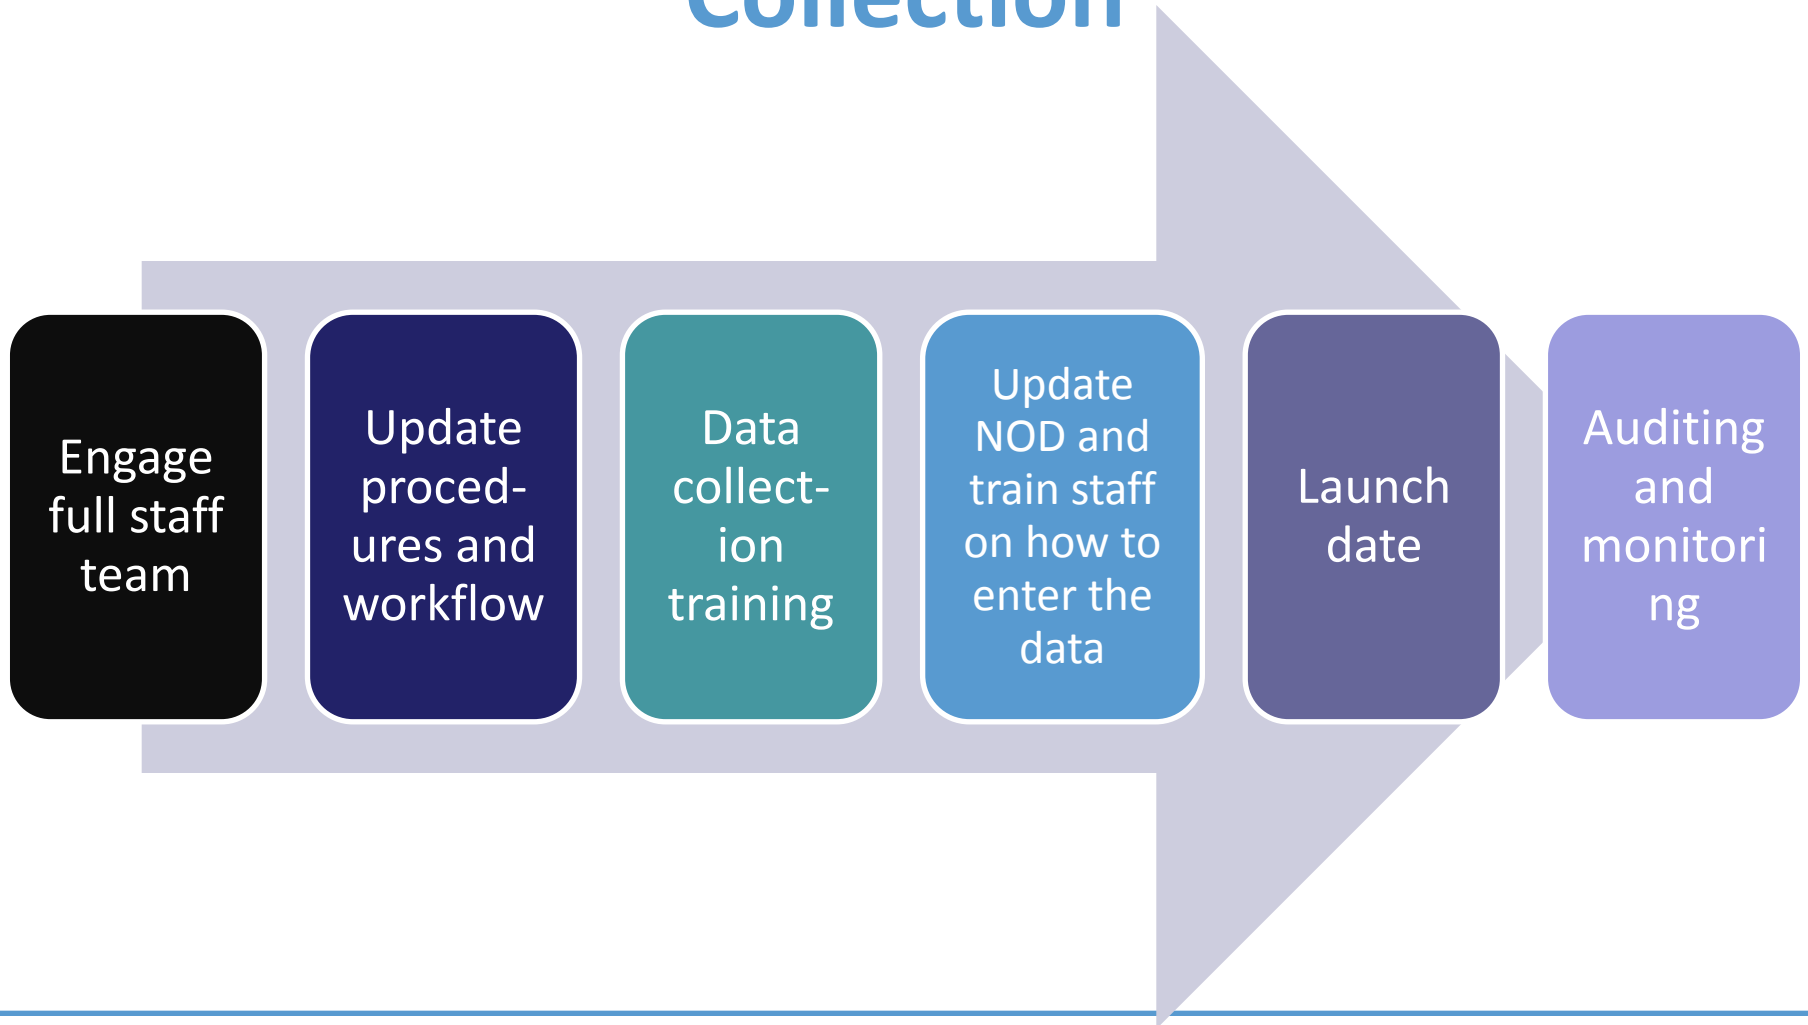 Collection
Engage
full staff
team
Update
proced-
ures and
workflow
Data
collect-
ion
training
Update
NOD and
train staff
on how to
enter the
data
Launch
date
Auditing
and
monitori
ng